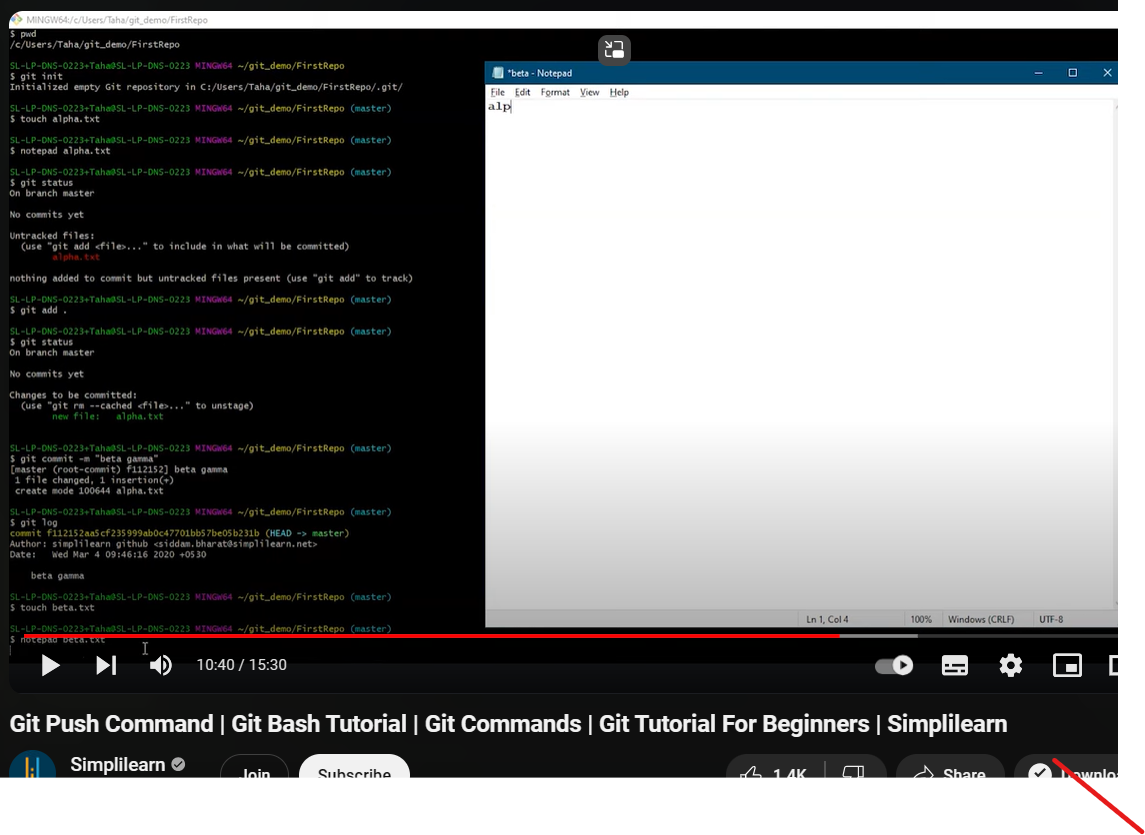 MINGW64:/c/Users/Taha/git_demo/FirstRepo
$ pwd
/c/Users/Taha/git_demo/FirstRepo
SL-LP-DNS-0223+Taha@SL-LP-DNS-0223 MINGW64 ~/git_demo/FirstRepo
$ git init
Initialized empty Git repository in C:/Users/Taha/git_demo/FirstRepo/.git/
SL-LP-DNS-0223+Taha@SL-LP-DNS-0223 MINGW64 ~/git_demo/FirstRepo (master)
$ touch alpha.txt
SL-LP-DNS-0223+Taha@SL-LP-DNS-0223 MINGW64 ~/git_demo/FirstRepo (master)
$ notepad alpha.txt
SL-LP-DNS-0223+Taha@SL-LP-DNS-0223 MINGW64 ~/git_demo/FirstRepo (master)
$ git status
On branch master
No commits yet
Untracked files:
(use "git add <file>..." to include in what will be committed)
alpha.txt
nothing added to commit but untracked files present (use "git add" to track)
SL-LP-DNS-0223+Taha@SL-LP-DNS-0223 MINGW64 ~/git_demo/FirstRepo (master)
$ git add .
SL-LP-DNS-0223+Taha@SL-LP-DNS-0223 MINGW64 ~/git_demo/FirstRepo (master)
$ git status
On branch master
No commits yet
Changes to be committed:
(use "git rm --cached <file>..." to unstage)
new file:   alpha.txt
SL-LP-DNS-0223+Taha@SL-LP-DNS-0223 MINGW64 ~/git_demo/FirstRepo (master)
$ git commit -m "beta gamma"
[master (root-commit) f112152] beta gamma
1 file changed, 1 insertion(+)
create mode 100644 alpha.txt
SL-LP-DNS-0223+Taha@SL-LP-DNS-0223 MINGW64 ~/git_demo/FirstRepo (master)
$ git log
commit f112152aa5cf235999ab0c47701bb57be05b231b (HEAD -> master)
Author: simplilearn github <siddam.bharat@simplilearn.net>
Date:   Wed Mar 4 09:46:16 2020 +0530
beta gamma
SL-LP-DNS-0223+Taha@SL-LP-DNS-0223 MINGW64 ~/git_demo/FirstRepo (master)
$ touch beta.txt
SL-LP-DNS-0223+Taha@SL-LP-DNS-0223 MINGW64 ~/git_demo/FirstRepo (master)
$ notepad beta.txt
*beta - Notepad
File Edit Format View Help
alp
Ln 1, Col 4 100% Windows (CRLF) UTF-8
10:40 / 15:30
Git Push Command | Git Bash Tutorial | Git Commands | Git Tutorial For Beginners | Simplilearn
Simplilearn
Join Subscribe 1.4K Share Downlo